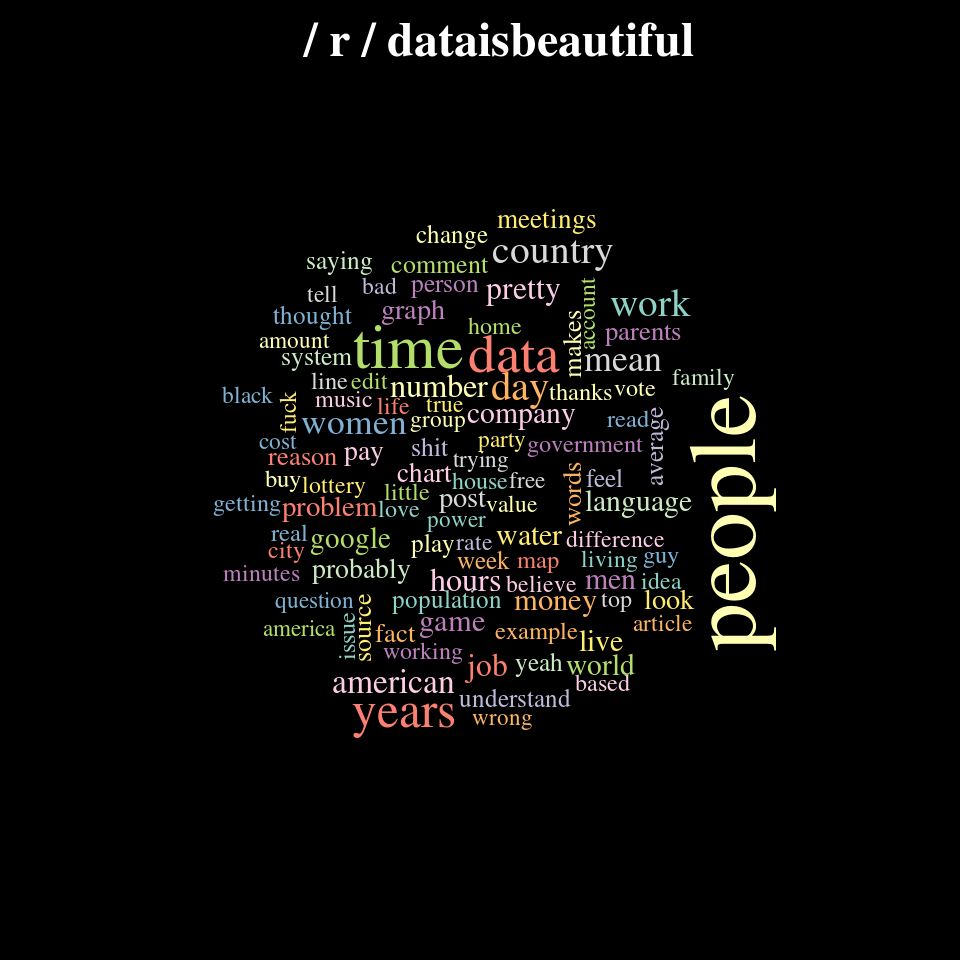 / r / dataisbeautiful
meetings
change
country
saying
comment
bad
person
pretty
account
tell
work
thought
graph
home
makes
parents
amount
system
time
data
mean
family
line
edit
number
day
thanks
vote
black
fuck
music
life
true
women
group
company
read
average
people
cost
reason
pay
shit
party
government
trying
chart
house
free
words
feel
buy
lottery
little
post
value
language
getting
problem
love
power
real
google
play
rate
water
difference
city
week
map
living
guy
minutes
probably
hours
believe
men
idea
question
population
money
top
look
america
issue
source
fact
game
example
live
article
working
job
yeah
world
american
understand
based
years
wrong